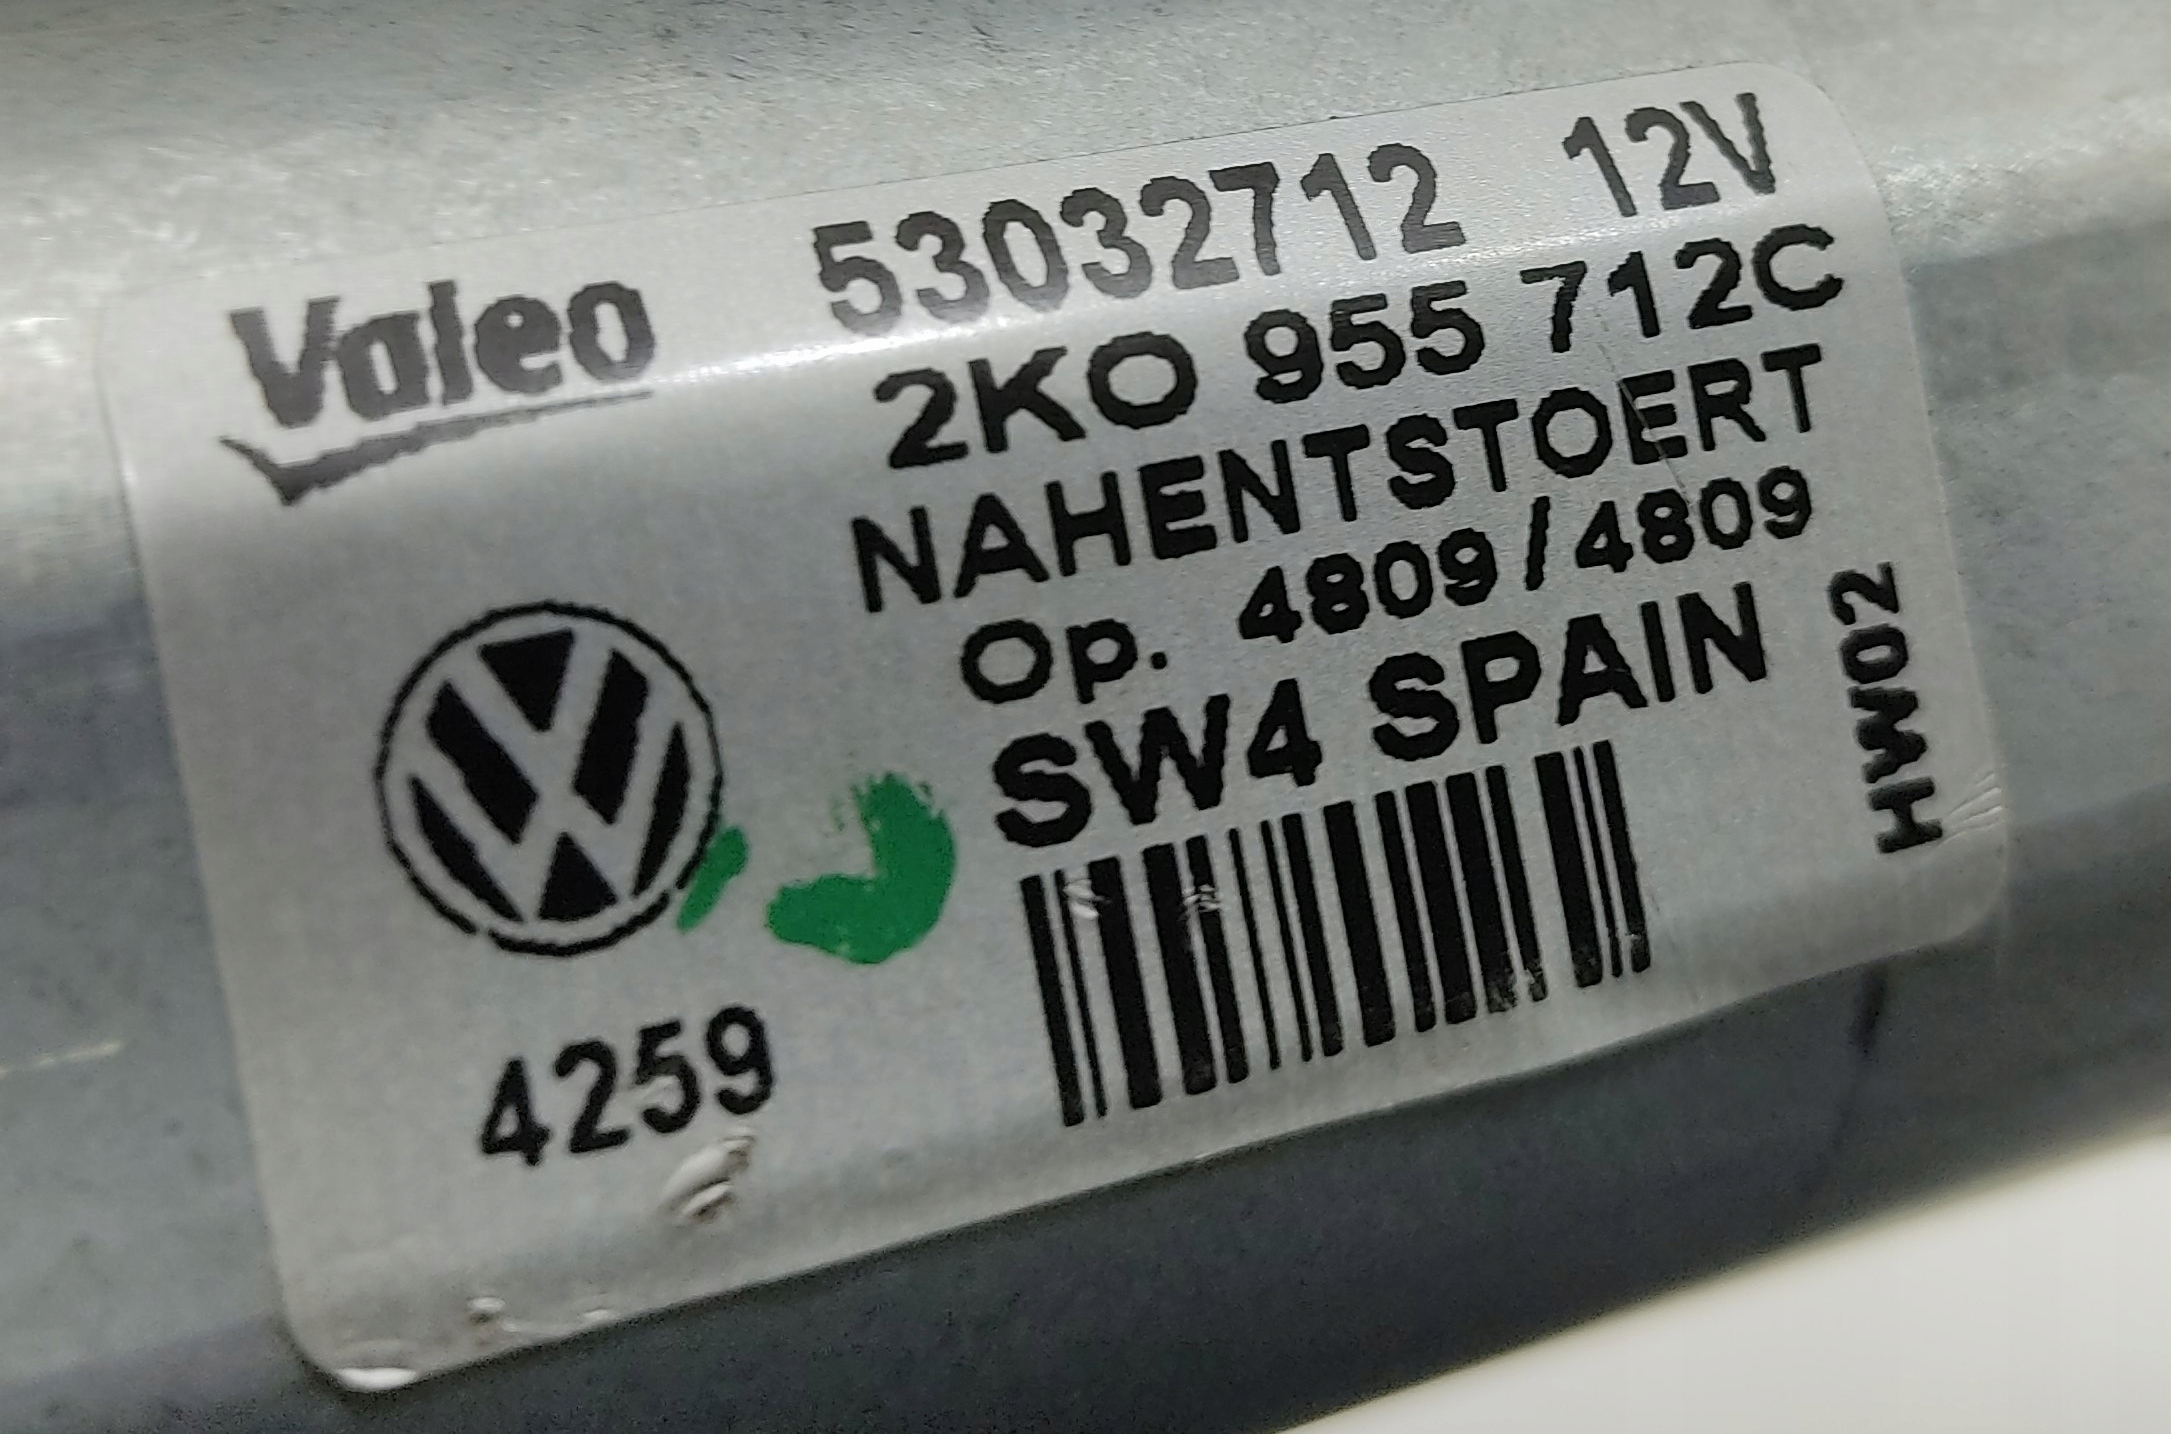 Valeo
53032712 12V
2KO 955 712C
NAHENTSTOERT
Op. 4809/4809
SW4 SPAIN
HW02
4259